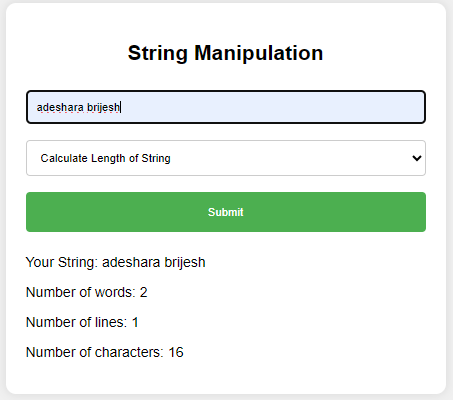 String Manipulation
adeshara brijesh
Calculate Length of String
Submit
Your String: adeshara brijesh
Number of words: 2
Number of lines: 1
Number of characters: 16